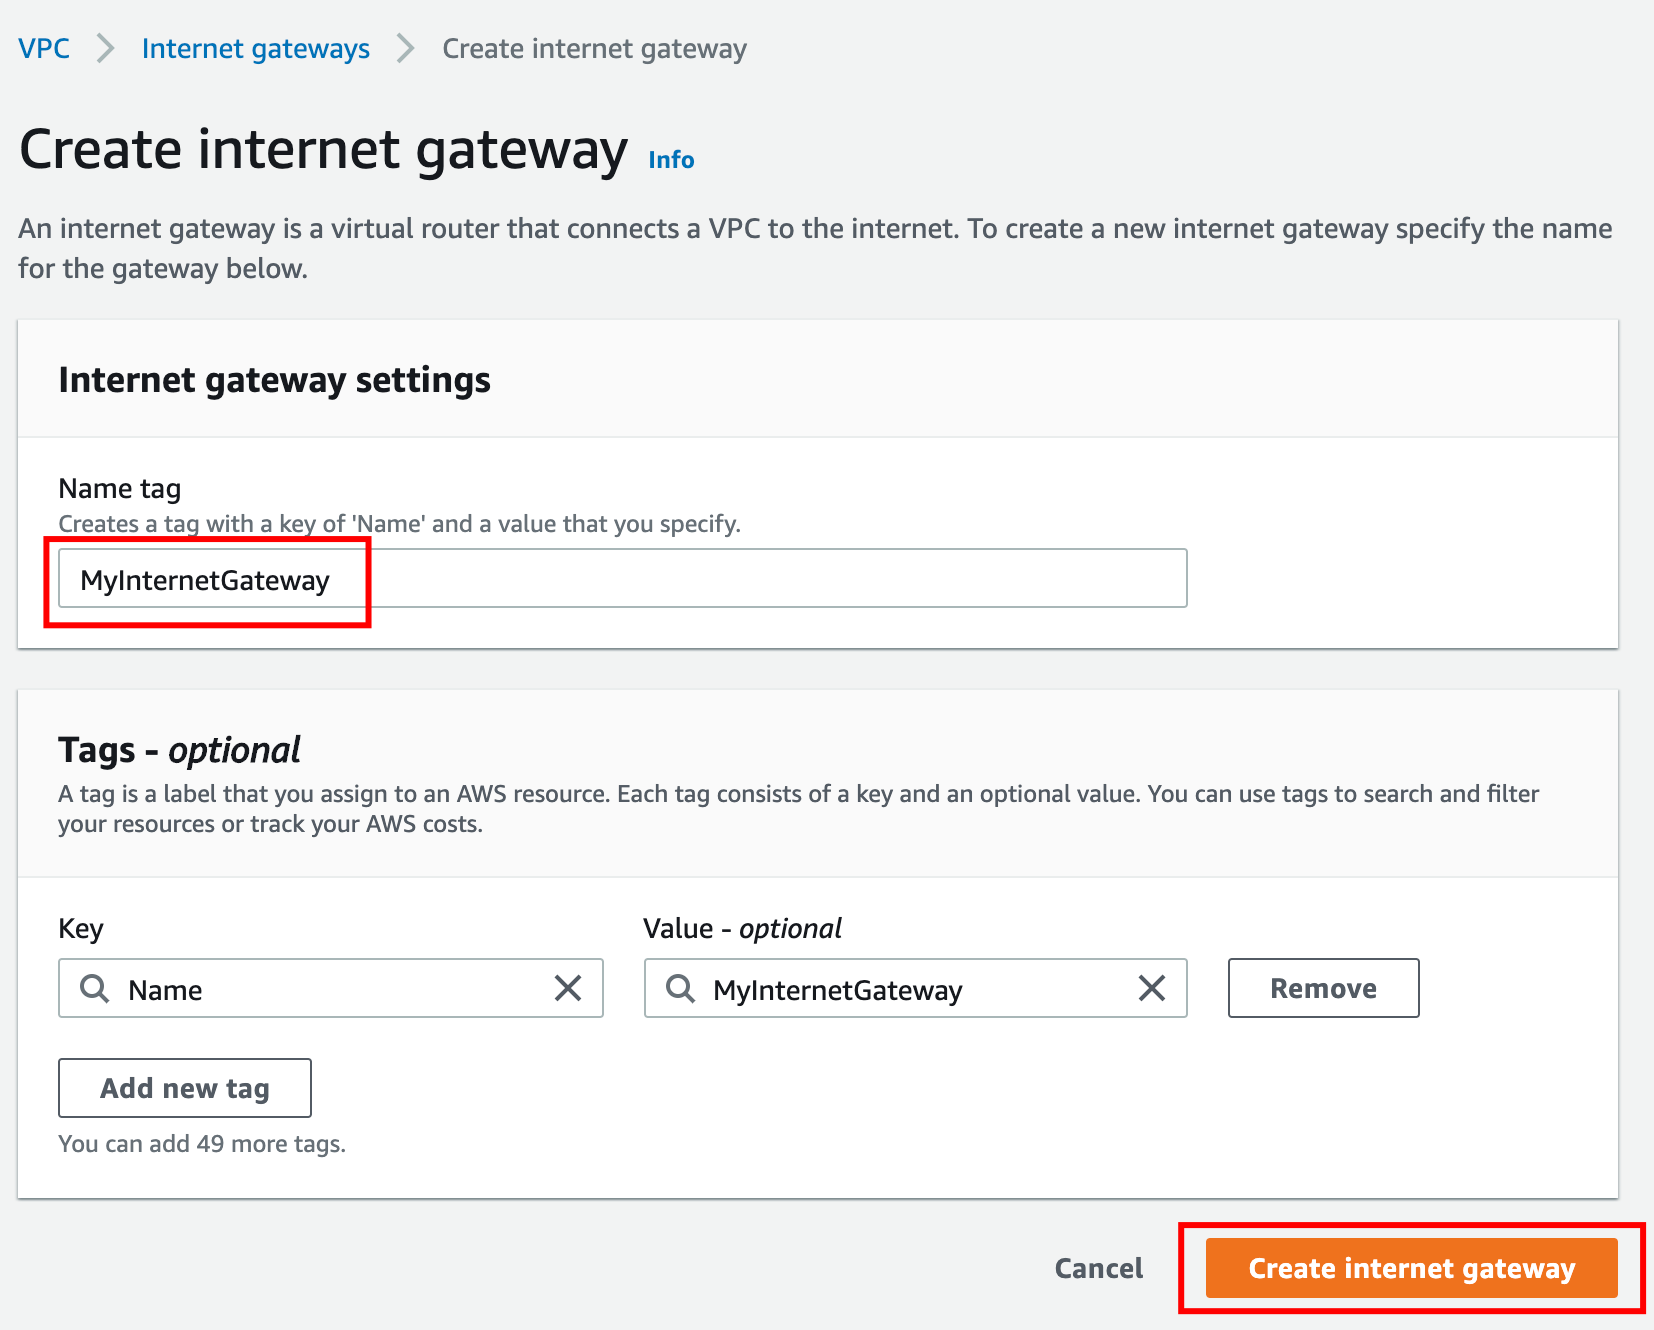 VPC > Internet gateways > Create internet gateway
Create internet gateway Info
An internet gateway is a virtual router that connects a VPC to the internet. To create a new internet gateway specify the name
for the gateway below.
Internet gateway settings
Name tag
Creates a tag with a key of 'Name' and a value that you specify.
MyInternetGateway
Tags - optional
A tag is a label that you assign to an AWS resource. Each tag consists of a key and an optional value. You can use tags to search and filter
your resources or track your AWS costs.
Key Value - optional
Name MyInternetGateway Remove
Add new tag
You can add 49 more tags.
Cancel Create internet gateway